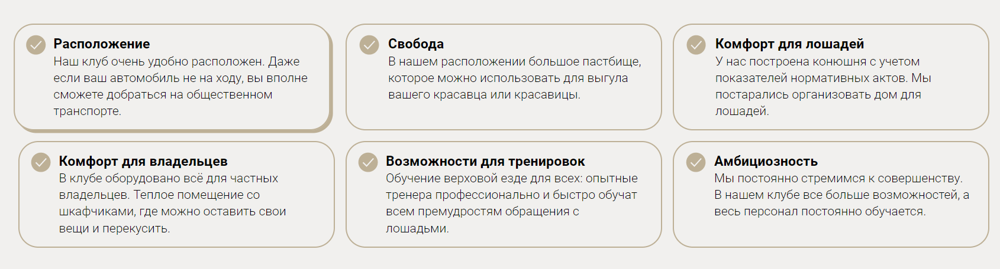 Расположение
Наш клуб очень удобно расположен. Даже
если ваш автомобиль не на ходу, вы вполне
сможете добраться на общественном
транспорте.
Свобода
В нашем расположении большое пастбище,
которое можно использовать для выгула
вашего красавца или красавицы.
Комфорт для лошадей
У нас построена конюшня с учетом
показателей нормативных актов. Мы
постарались организовать дом для
лошадей.
Комфорт для владельцев
В клубе оборудовано всё для частных
владельцев. Теплое помещение со
шкафчиками, где можно оставить свои
вещи и перекусить.
Возможности для тренировок
Обучение верховой езде для всех: опытные
тренера профессионально и быстро обучат
всем премудростям обращения с
лошадьми.
Амбициозность
Мы постоянно стремимся к совершенству.
В нашем клубе все больше возможностей, а
весь персонал постоянно обучается.